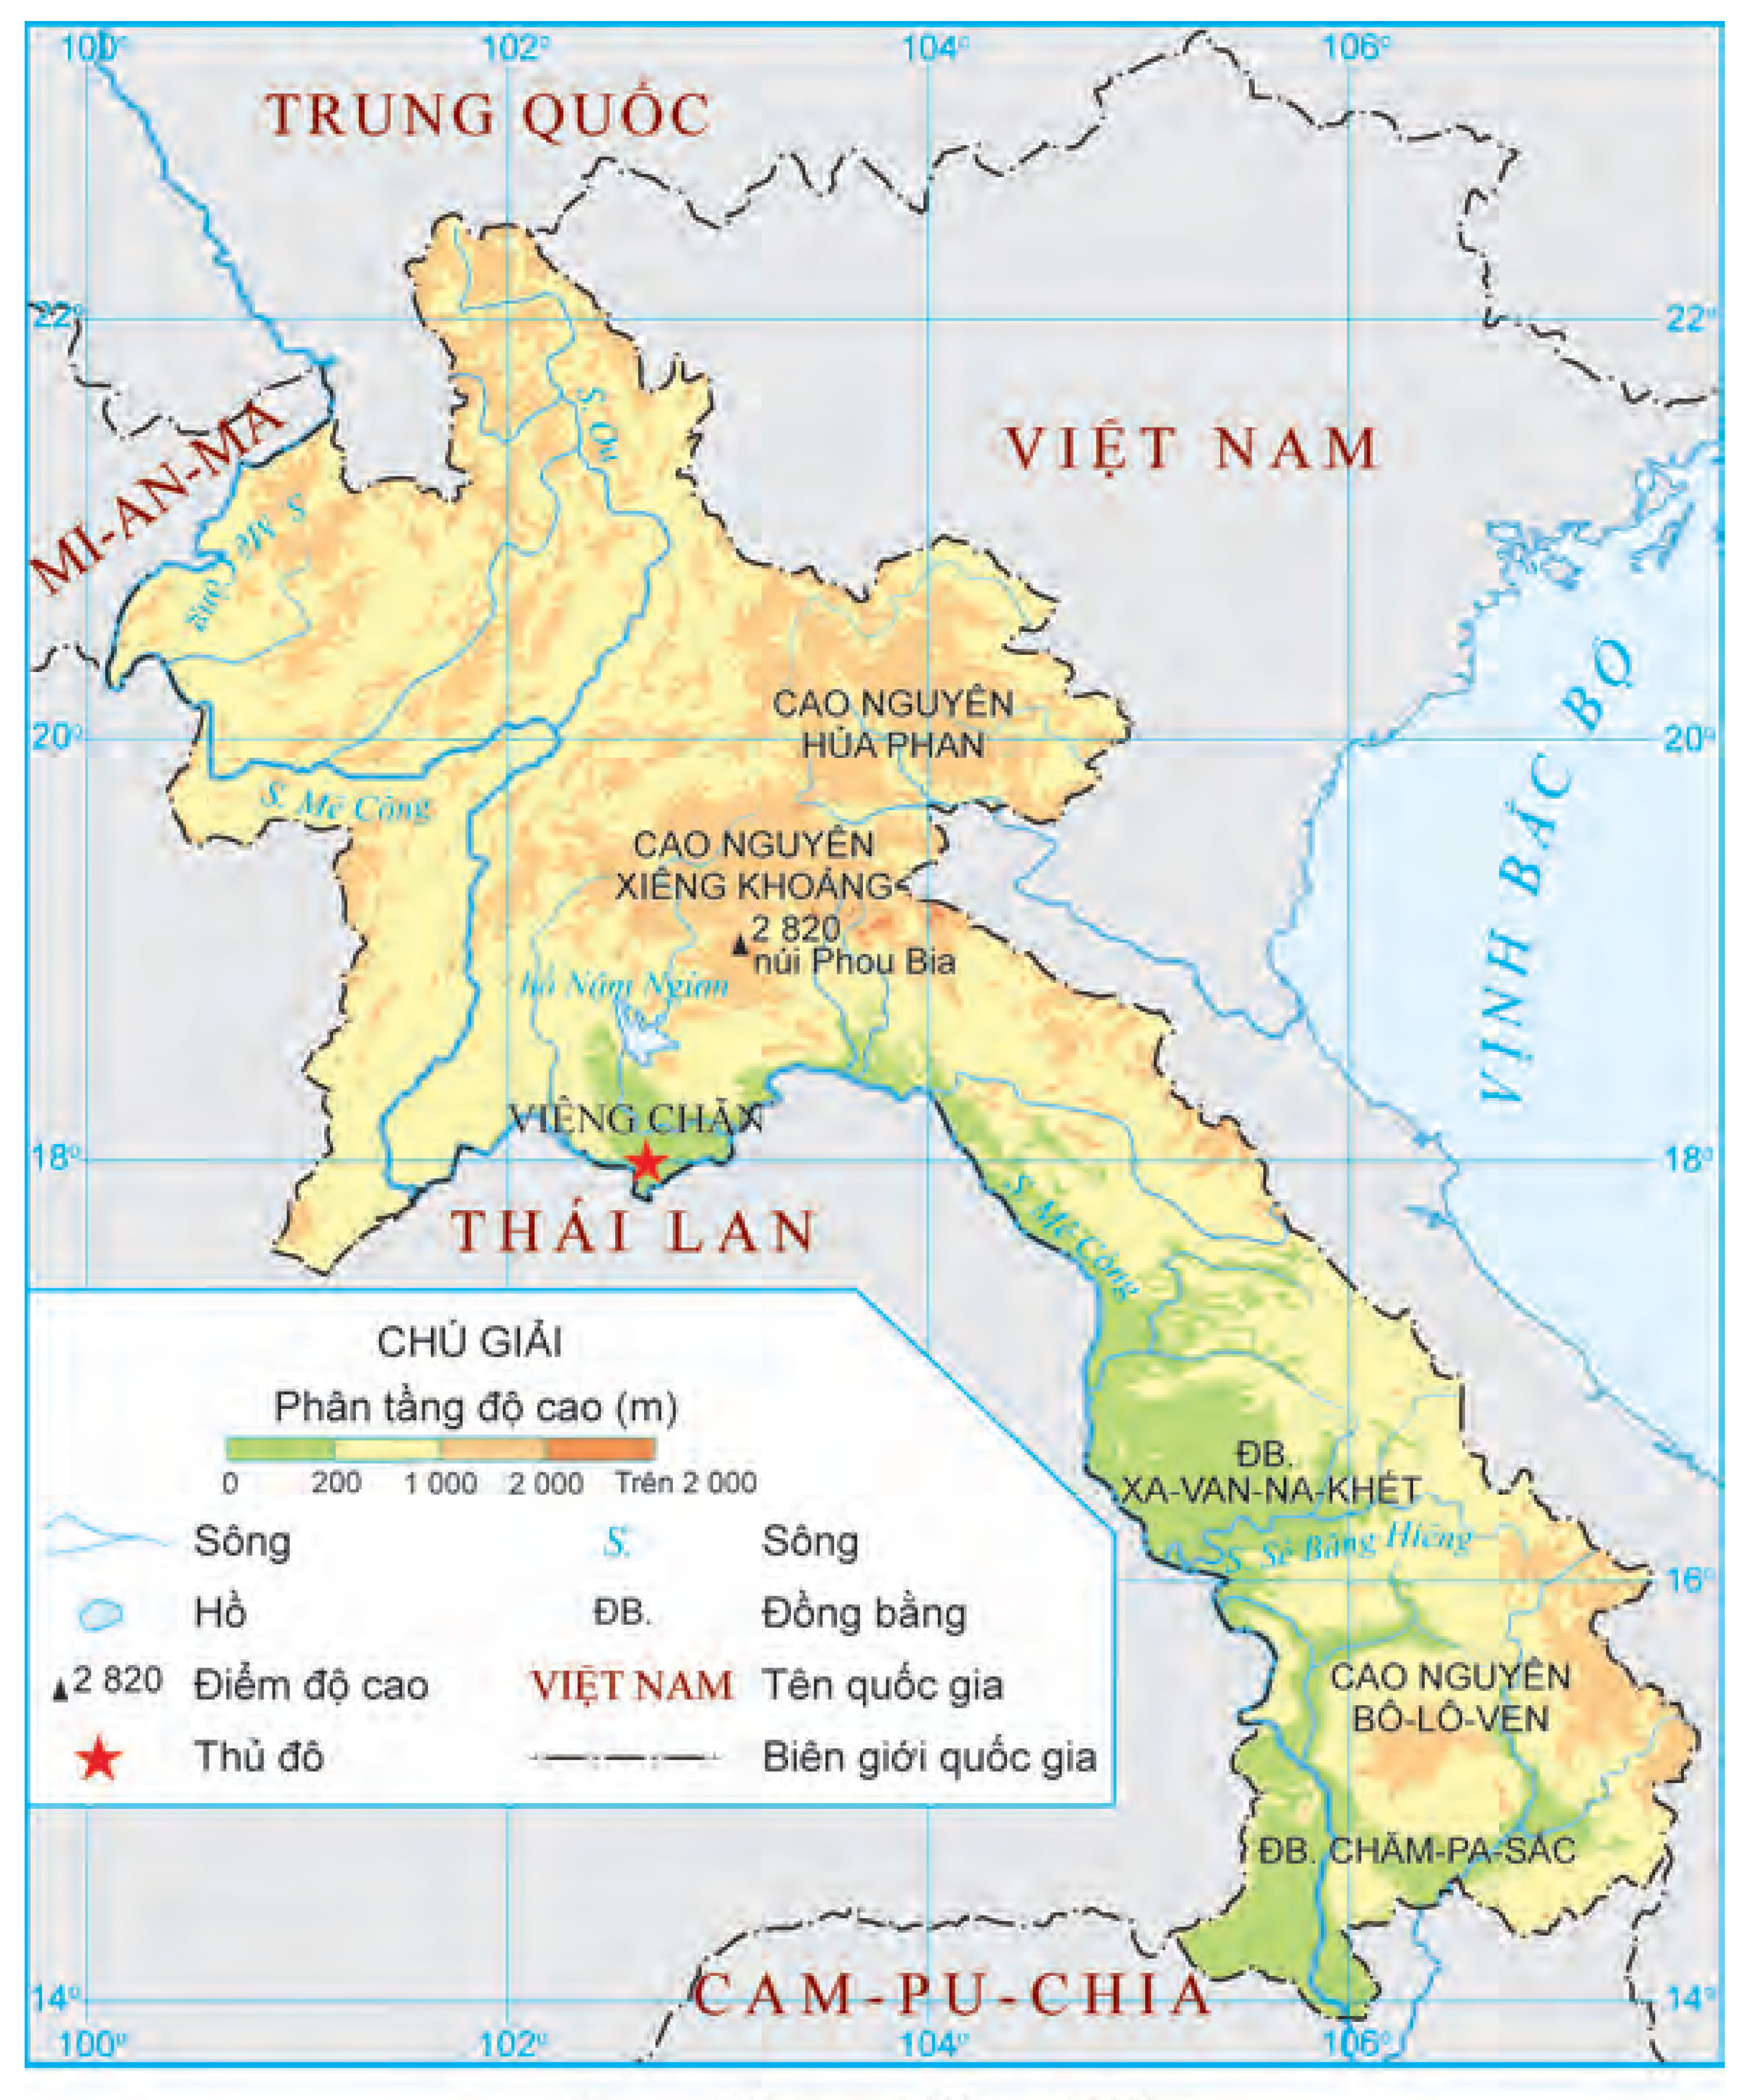 100°
102°
104°
106°
TRUNG QUỐC
22°
22°
MI-AN-MA
S. Ou
VIỆT NAM
S. Mê Công
VỊNH BẮC BỘ
CAO NGUYÊN
HỦA PHAN
20°
20°
S. Mê Công
CAO NGUYÊN
XIÊNG KHOẢNG
2 820
núi Phou Bia
hồ Nậm Ngừm
VIÊNG CHĂN
18°
18°
S. Mê Công
THÁI LAN
CHÚ GIẢI
Phân tầng độ cao (m)
0 200 1 000 2 000 Trên 2 000
Sông
S. Sông
Hồ
ĐB. Đồng bằng
2 820 Điểm độ cao
VIỆT NAM Tên quốc gia
Thủ đô
Biên giới quốc gia
ĐB.
XA-VAN-NA-KHÉT
S. Sê Băng Hiêng
16°
CAO NGUYÊN
BÔ-LÔ-VEN
ĐB. CHĂM-PA-SẮC
CAM-PU-CHIA
14°
14°
100°
102°
104°
106°